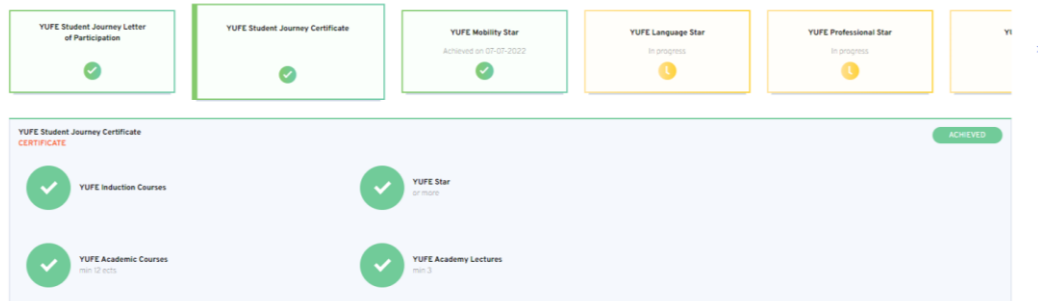 YUFE Student Journey Letter
of Participation
YUFE Student Journey Certificate
YUFE Mobility Star
Achieved on 07-07-2022
YUFE Language Star
In progress
YUFE Professional Star
In progress
YUFE Student Journey Certificate
CERTIFICATE
ACHIEVED
YUFE Induction Courses
YUFE Star
or more
YUFE Academic Courses
min 12 ects
YUFE Academy Lectures
min 3